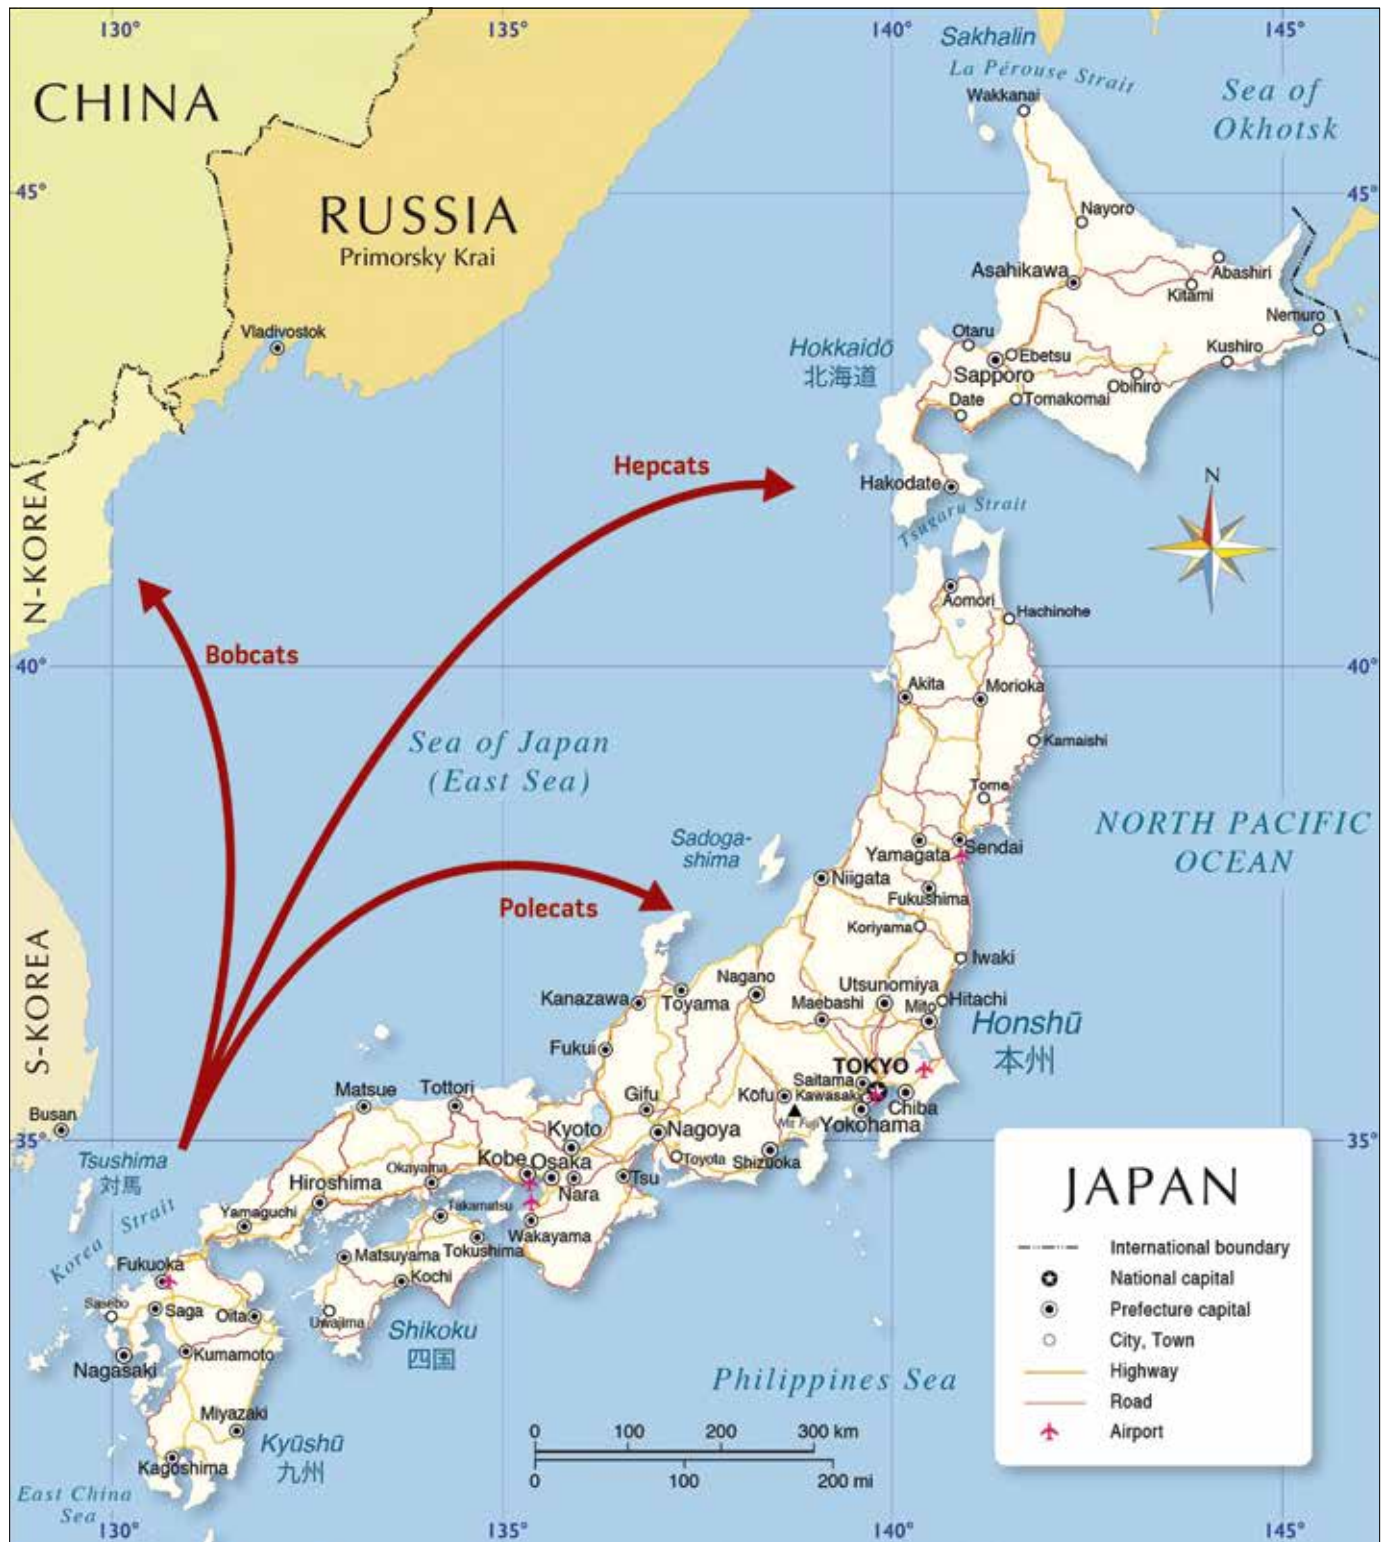 130°
135°
140°
145°
Sakhalin
La Pérouse Strait
Wakkanai
Sea of
Okhotsk
CHINA
45°
45°
RUSSIA
Primorsky Krai
Nayoro
Asahikawa
Abashiri
Kitami
Nemuro
Vladivostok
Otaru
Ebetsu
Kushiro
Hokkaidō
北海道
Sapporo
Obihiro
Date
Tomakomai
Hepcats
N-KOREA
Hakodate
N
Tsugaru Strait
Aomori
Hachinohe
Bobcats
40°
40°
Akita
Morioka
Sea of Japan
(East Sea)
Kamaishi
Tome
NORTH PACIFIC
OCEAN
Sadoga-
shima
Yamagata
Sendai
Niigata
Fukushima
Polecats
Koriyama
S-KOREA
Iwaki
Nagano
Utsunomiya
Kanazawa
Toyama
Maebashi
Mito
Hitachi
Honshū
本州
Fukui
TOKYO
Saitama
Matsue
Tottori
Gifu
Kōfu
Kawasaki
Chiba
Busan
Mt Fuji
Yokohama
Kyoto
Nagoya
35°
35°
Tsushima
対馬
Kobe
Osaka
Toyota
Shizuoka
Okayama
Hiroshima
Nara
Tsu
Korea Strait
Yamaguchi
Takamatsu
Wakayama
Fukuoka
Matsuyama
Tokushima
Kochi
Sasebo
Saga
Oita
Uwajima
Shikoku
四国
Nagasaki
Kumamoto
Philippines Sea
Miyazaki
Kyūshū
九州
Kagoshima
East China
Sea
0 100 200 300 km
0 100 200 mi
JAPAN
International boundary
National capital
Prefecture capital
City, Town
Highway
Road
Airport
130°
135°
140°
145°